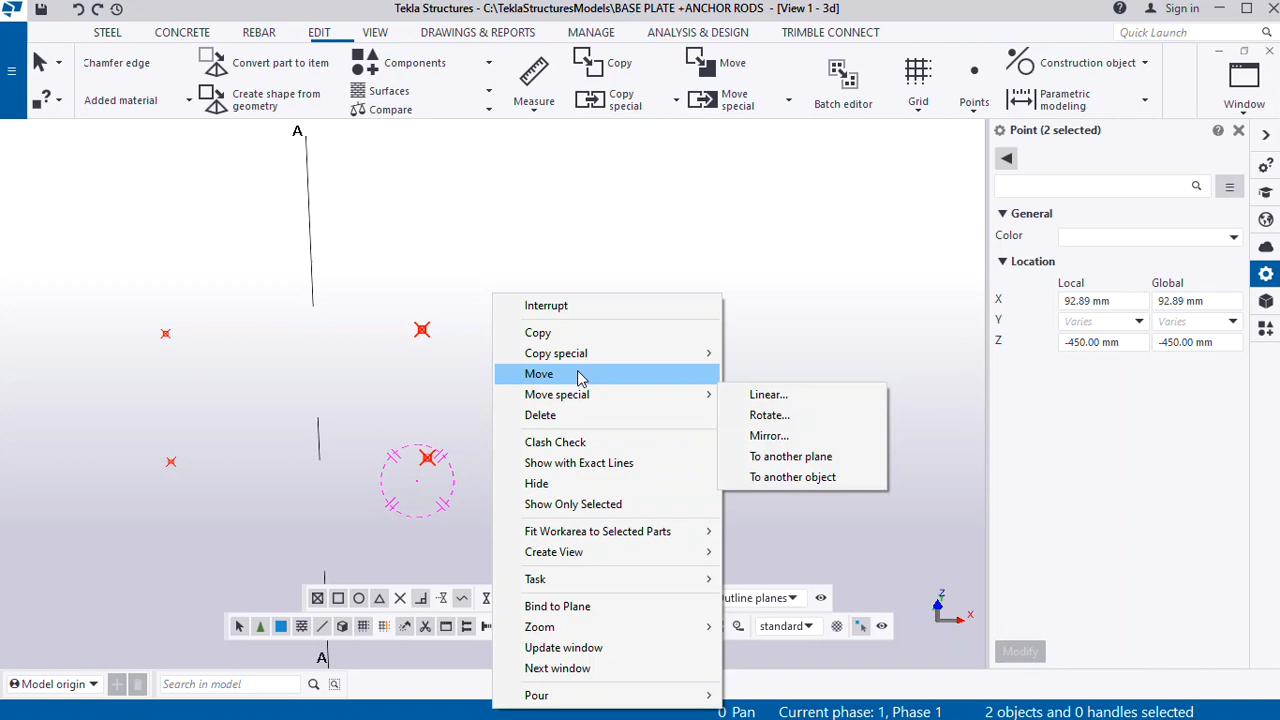 Tekla Structures - C:\TeklaStructuresModels\BASE PLATE +ANCHOR RODS - [View 1 - 3d]
Sign in
STEEL CONCRETE REBAR EDIT VIEW DRAWINGS & REPORTS MANAGE ANALYSIS & DESIGN TRIMBLE CONNECT
Quick Launch
Chamfer edge
Added material
Convert part to item
Create shape from
geometry
Components
Surfaces
Compare
Measure
Copy
Copy
special
Move
Move
special
Batch editor
Grid
Points
Construction object
Parametric
modeling
Window
A
Point (2 selected)
General
Color
Location
Local Global
X 92.89 mm 92.89 mm
Y Varies Varies
Z -450.00 mm -450.00 mm
Modify
Interrupt
Copy
Copy special
Move
Move special
Delete
Clash Check
Show with Exact Lines
Hide
Show Only Selected
Fit Workarea to Selected Parts
Create View
Task
Bind to Plane
Zoom
Update window
Next window
Pour
Linear...
Rotate...
Mirror...
To another plane
To another object
utline planes
standard
Z
X
A
Model origin
Search in model
0 Pan Current phase: 1, Phase 1 2 objects and 0 handles selected